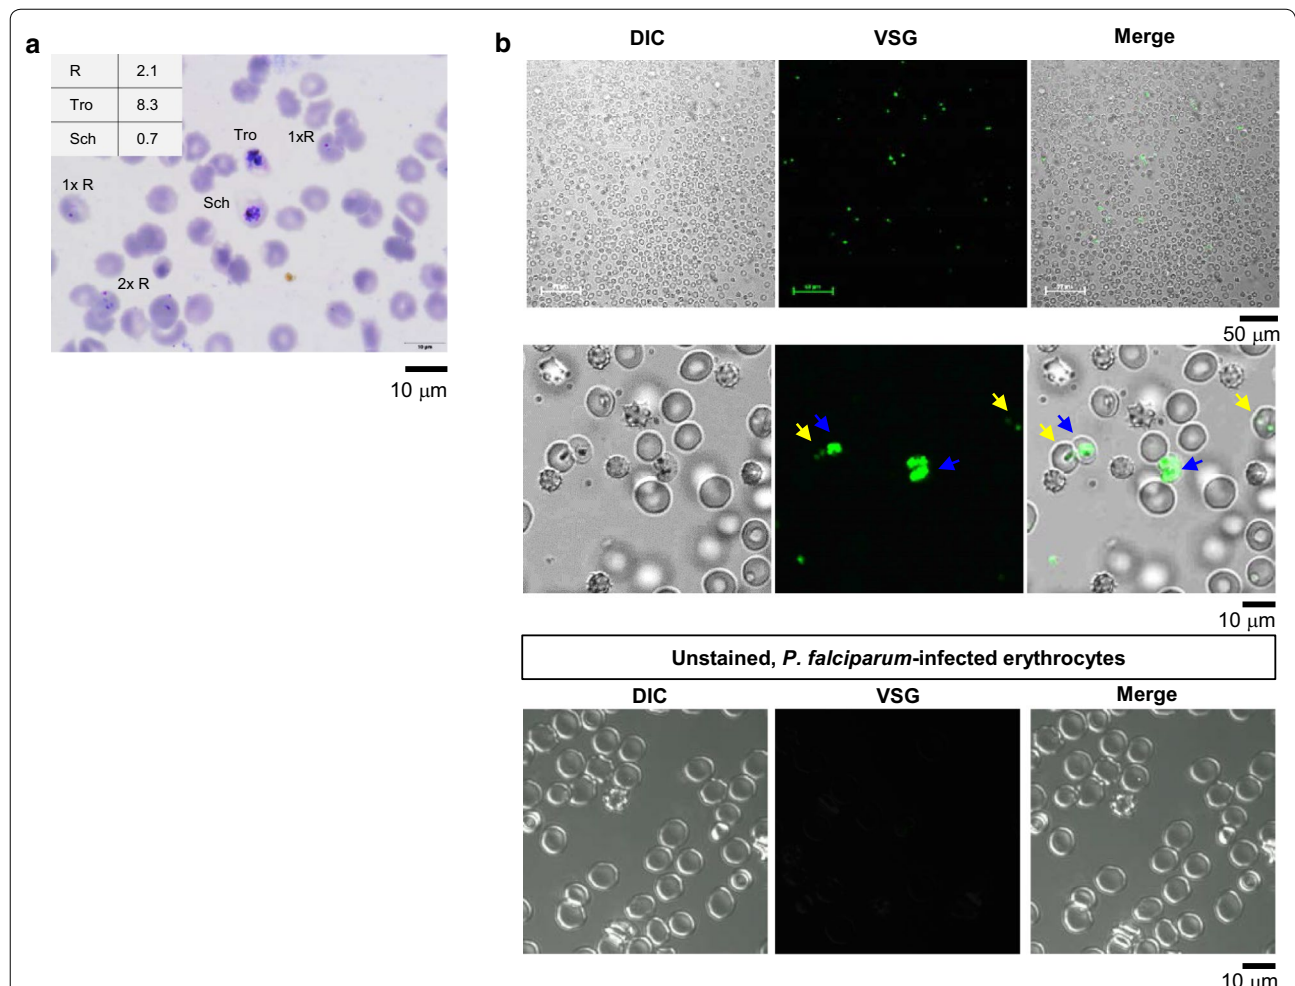 a
R 2.1
Tro 8.3
Sch 0.7
Tro
1xR
1x R
Sch
2x R
10 μm
b
DIC VSG Merge
50 μm
10 μm
Unstained, P. falciparum-infected erythrocytes
DIC VSG Merge
10 μm